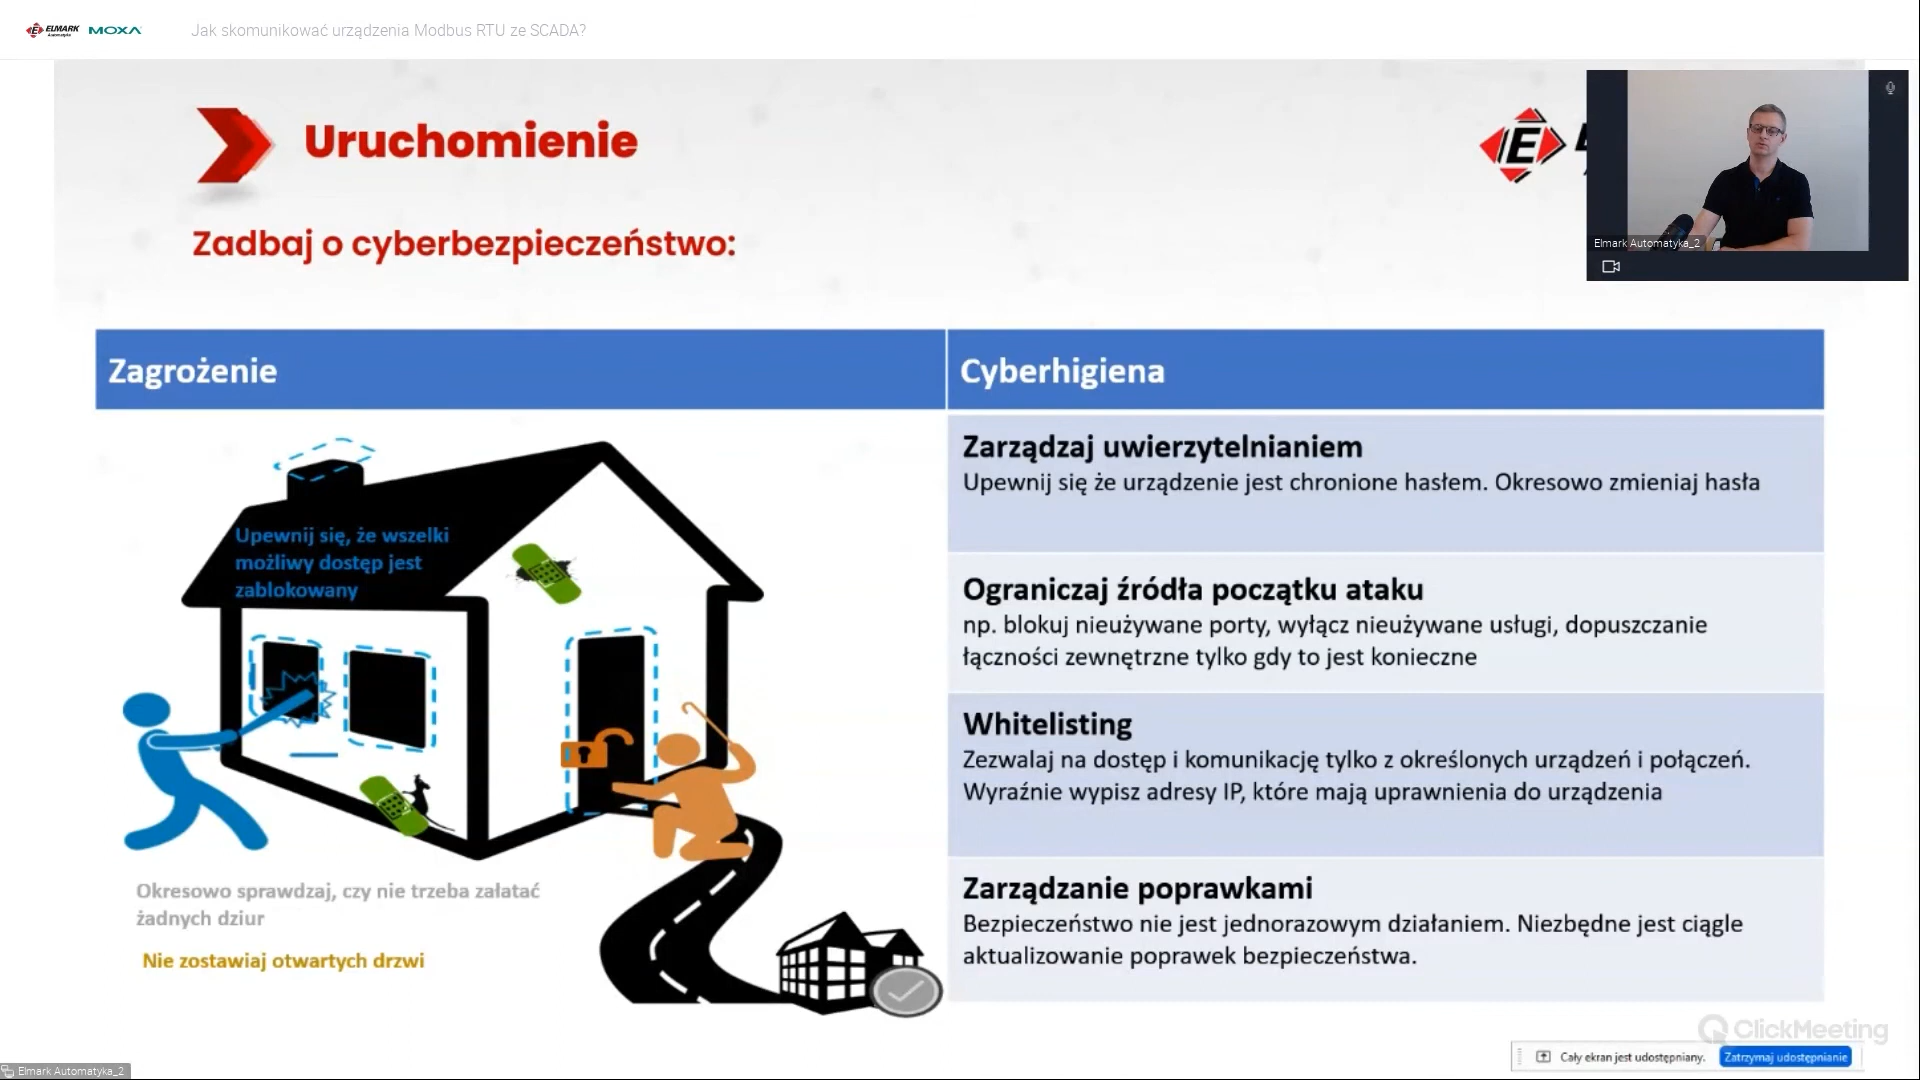 ELMARK
Automatyka
MOXA
Jak skomunikować urządzenia Modbus RTU ze SCADA?
Uruchomienie
E
Zadbaj o cyberbezpieczeństwo:
Elmark Automatyka_2
Zagrożenie
Cyberhigiena
Upewnij się, że wszelki
możliwy dostęp jest
zablokowany
Okresowo sprawdzaj, czy nie trzeba załatać
żadnych dziur
Nie zostawiaj otwartych drzwi
Zarządzaj uwierzytelnianiem
Upewnij się że urządzenie jest chronione hasłem. Okresowo zmieniaj hasła
Ograniczaj źródła początku ataku
np. blokuj nieużywane porty, wyłącz nieużywane usługi, dopuszczanie
łączności zewnętrzne tylko gdy to jest konieczne
Whitelisting
Zezwalaj na dostęp i komunikację tylko z określonych urządzeń i połączeń.
Wyraźnie wypisz adresy IP, które mają uprawnienia do urządzenia
Zarządzanie poprawkami
Bezpieczeństwo nie jest jednorazowym działaniem. Niezbędne jest ciągle
aktualizowanie poprawek bezpieczeństwa.
ClickMeeting
Cały ekran jest udostępniany.
Zatrzymaj udostępnianie
Elmark Automatyka_2